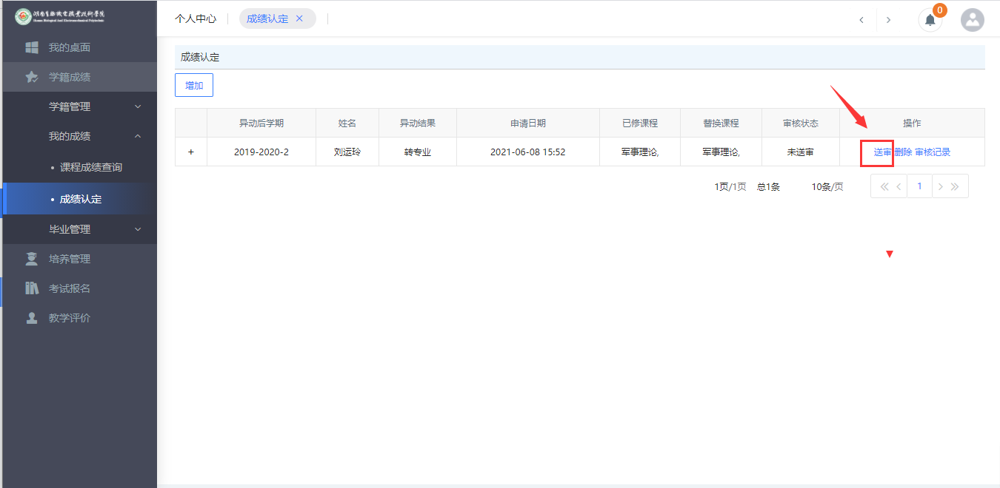 湖南生物机电职业技术学院
Hunan Biological And Electromechanical Polytechnic
个人中心
成绩认定 ×
0
我的桌面
学籍成绩
学籍管理
我的成绩
• 课程成绩查询
• 成绩认定
毕业管理
培养管理
考试报名
教学评价
成绩认定
增加
异动后学期 姓名 异动结果 申请日期 已修课程 替换课程 审核状态 操作
+ 2019-2020-2 刘运玲 转专业 2021-06-08 15:52 军事理论, 军事理论, 未送审 送审 删除 审核记录
1页/1页 总1条 10条/页 1